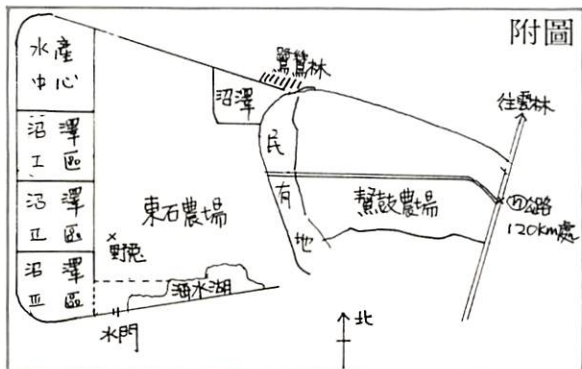 附圖
水產
中心
鷺鷥林
沼澤
往雲林
沼澤
I區
民
有
地
沼澤
II區
東石農場
鰲鼓農場
⑰公路
120km處
×
野兔
沼澤
III區
海水湖
水門
北